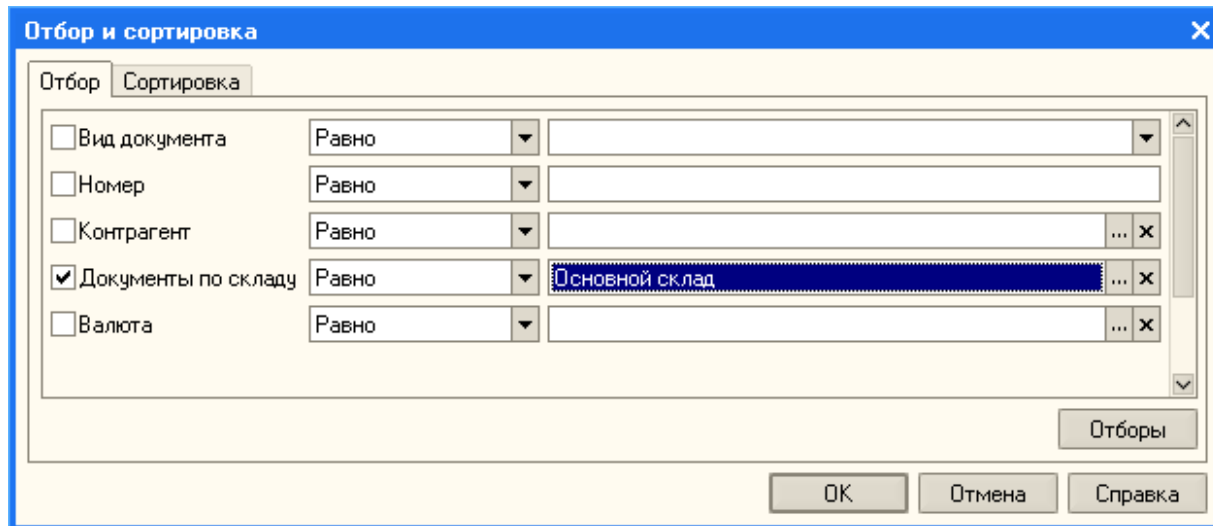 Отбор и сортировка
Отбор Сортировка
Вид документа Равно
Номер Равно
Контрагент Равно ...
Документы по складу Равно Основной склад ...
Валюта Равно ...
Отборы
OK Отмена Справка